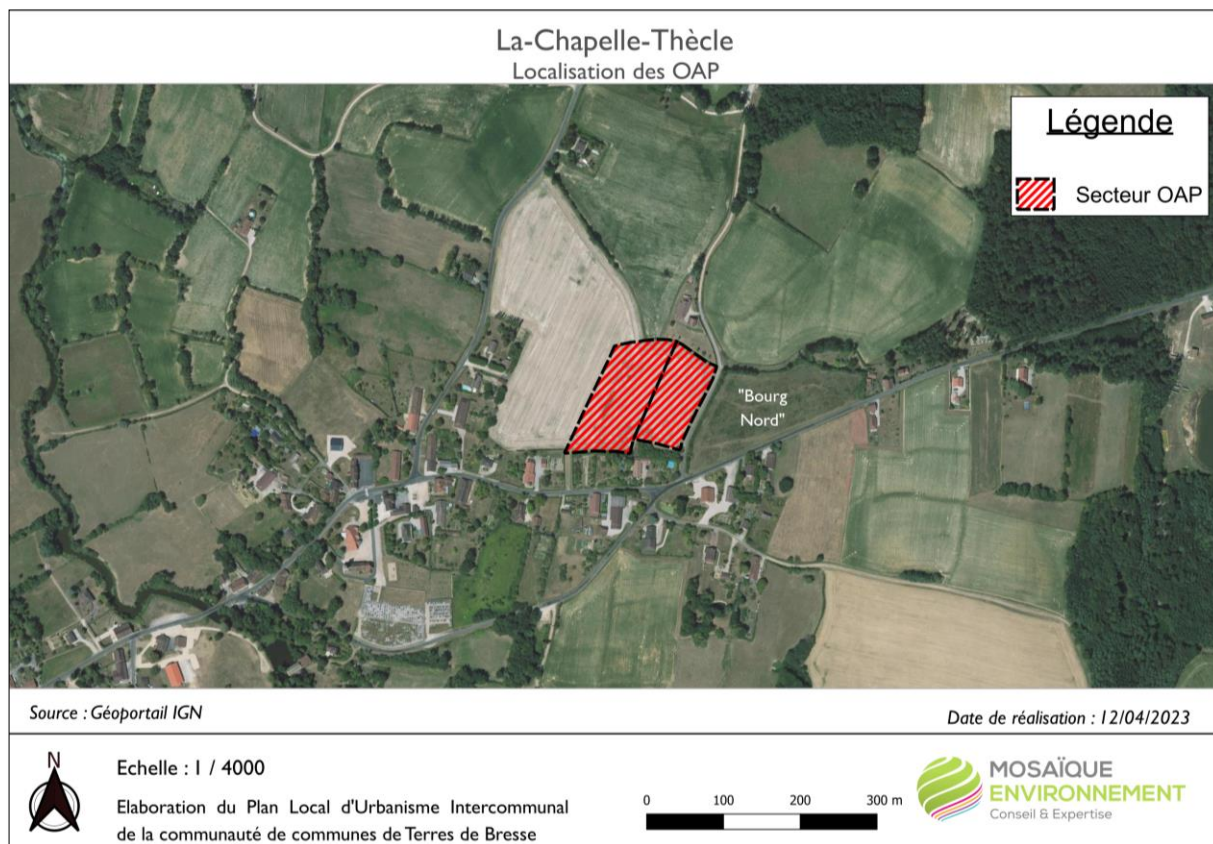 La-Chapelle-Thècle
Localisation des OAP
Légende
Secteur OAP
"Bourg
Nord"
Source : Géoportail IGN
Date de réalisation : 12/04/2023
N
Echelle : 1 / 4000
Elaboration du Plan Local d'Urbanisme Intercommunal
de la communauté de communes de Terres de Bresse
0 100 200 300 m
MOSAÏQUE
ENVIRONNEMENT
Conseil & Expertise